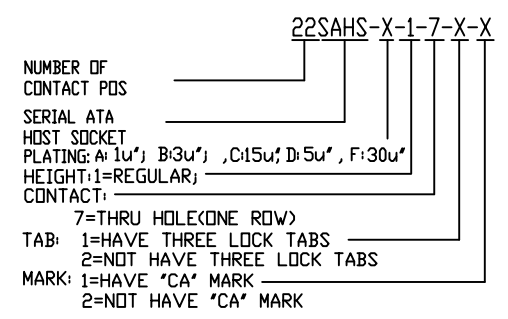 22SAHS-X-1-7-X-X
NUMBER OF
CONTACT POS
SERIAL ATA
HOST SOCKET
PLATING: A: 1u"; B:3u"; ,C:15u", D: 5u" , F:30u"
HEIGHT:1=REGULAR;
CONTACT:
7=THRU HOLE(ONE ROW)
TAB: 1=HAVE THREE LOCK TABS
2=NOT HAVE THREE LOCK TABS
MARK: 1=HAVE "CA" MARK
2=NOT HAVE "CA" MARK